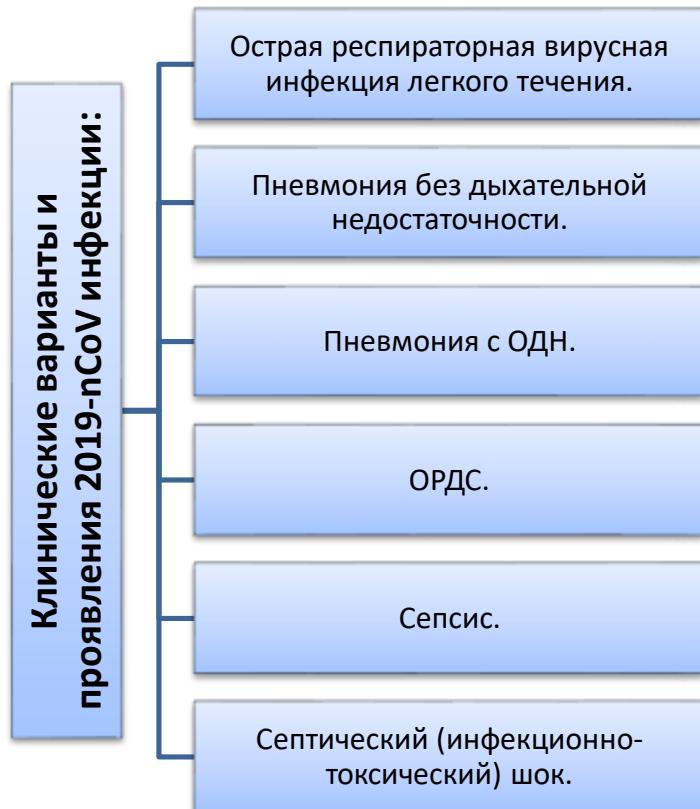 Клинические варианты и
проявления 2019-nCoV инфекции:
Острая респираторная вирусная
инфекция легкого течения.
Пневмония без дыхательной
недостаточности.
Пневмония с ОДН.
ОРДС.
Сепсис.
Септический (инфекционно-
токсический) шок.